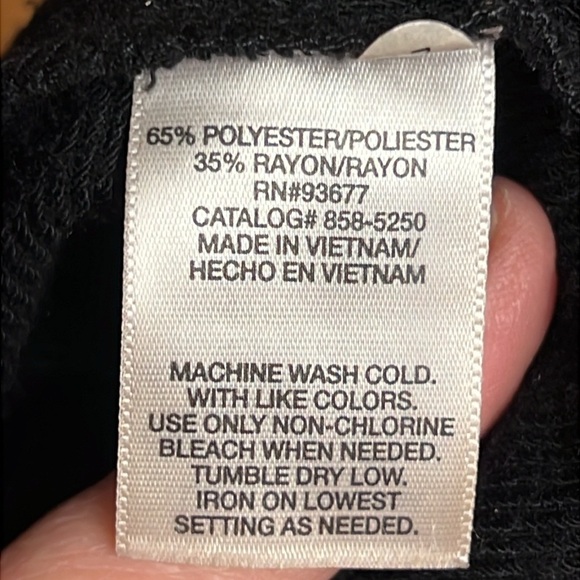 65% POLYESTER/POLIESTER
35% RAYON/RAYON
RN#93677
CATALOG# 858-5250
MADE IN VIETNAM/
HECHO EN VIETNAM
MACHINE WASH COLD.
WITH LIKE COLORS.
USE ONLY NON-CHLORINE
BLEACH WHEN NEEDED.
TUMBLE DRY LOW.
IRON ON LOWEST
SETTING AS NEEDED.